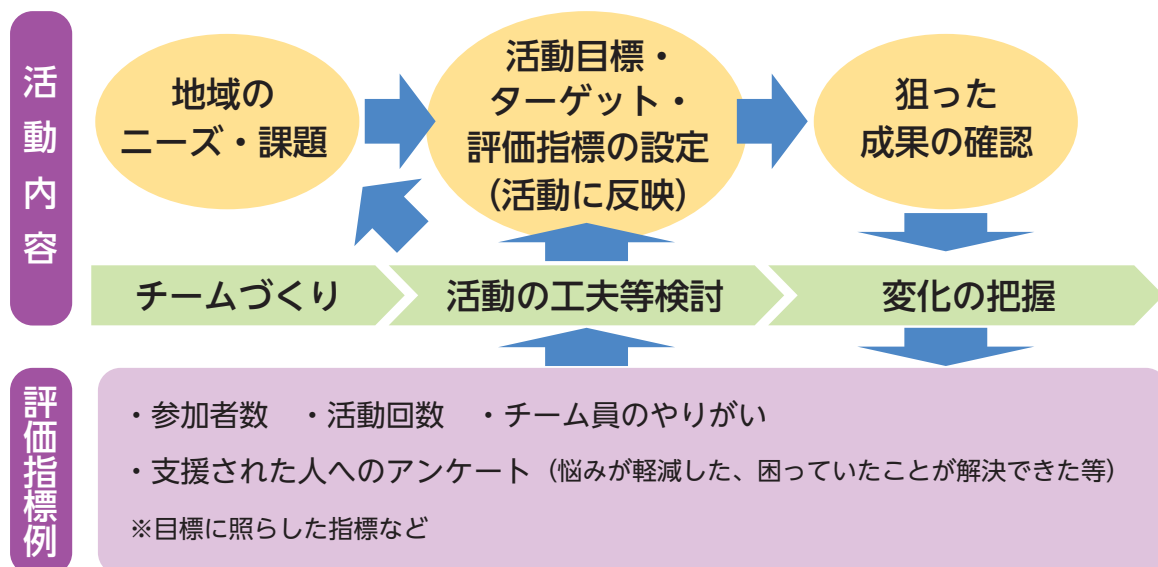 活動内容
地域の
ニーズ・課題
活動目標・
ターゲット・
評価指標の設定
(活動に反映)
狙った
成果の確認
チームづくり
活動の工夫等検討
変化の把握
評価指標例
・参加者数　・活動回数　・チーム員のやりがい
・支援された人へのアンケート（悩みが軽減した、困っていたことが解決できた等）
※目標に照らした指標など